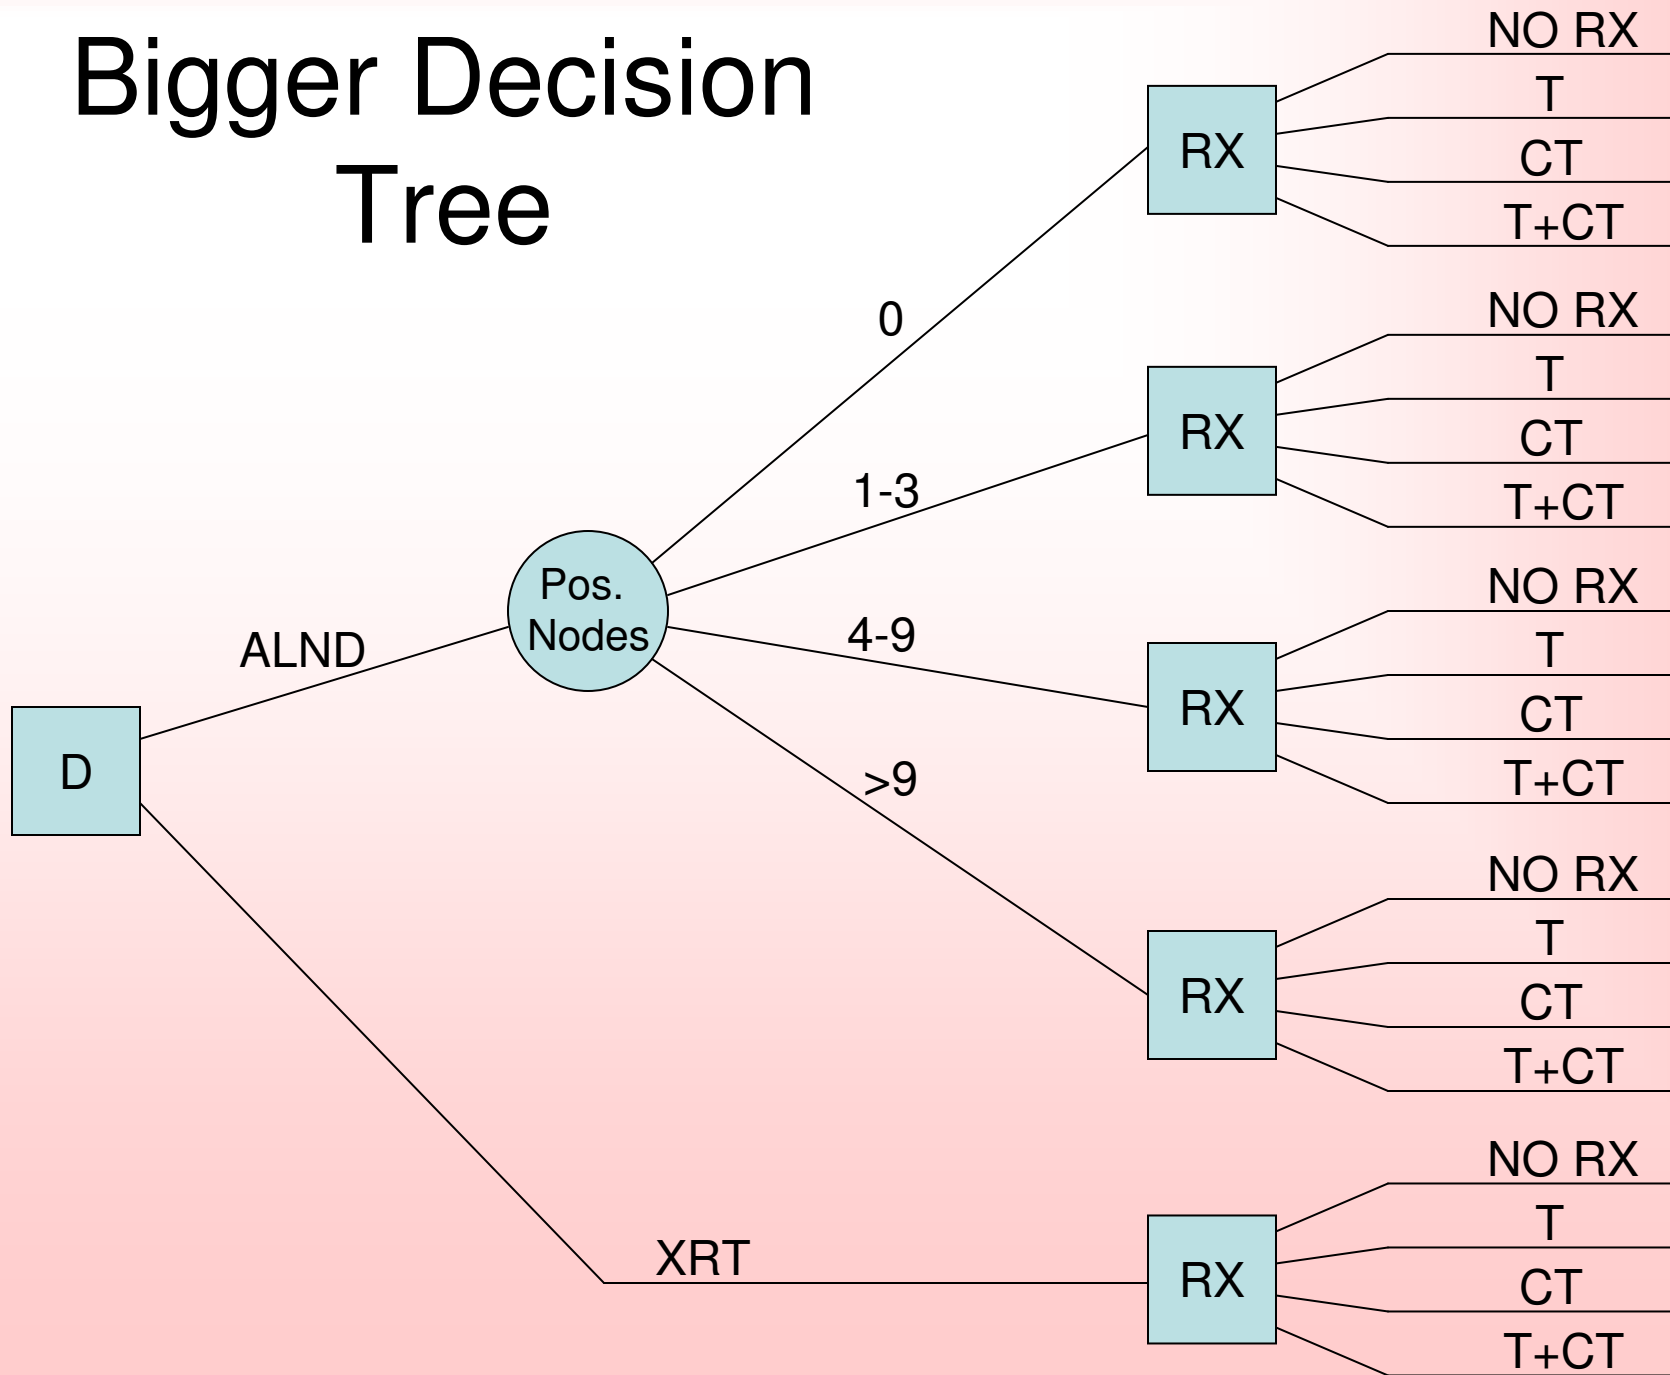 Bigger Decision
Tree
D
ALND
XRT
Pos.
Nodes
0
1-3
4-9
>9
RX
NO RX
T
CT
T+CT
RX
NO RX
T
CT
T+CT
RX
NO RX
T
CT
T+CT
RX
NO RX
T
CT
T+CT
RX
NO RX
T
CT
T+CT